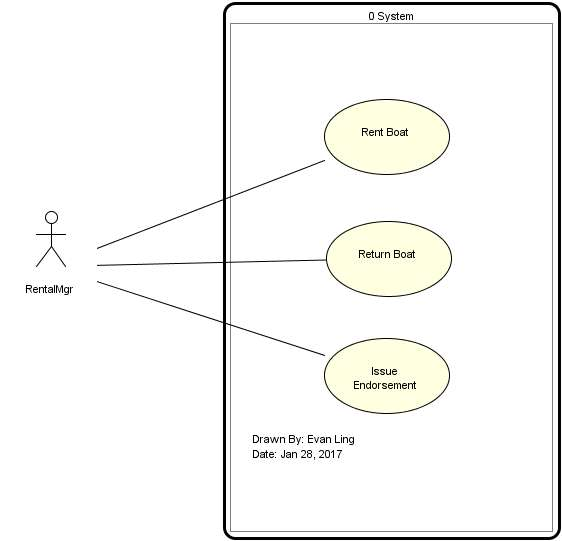 0 System
Rent Boat
Return Boat
RentalMgr
Issue
Endorsement
Drawn By: Evan Ling
Date: Jan 28, 2017